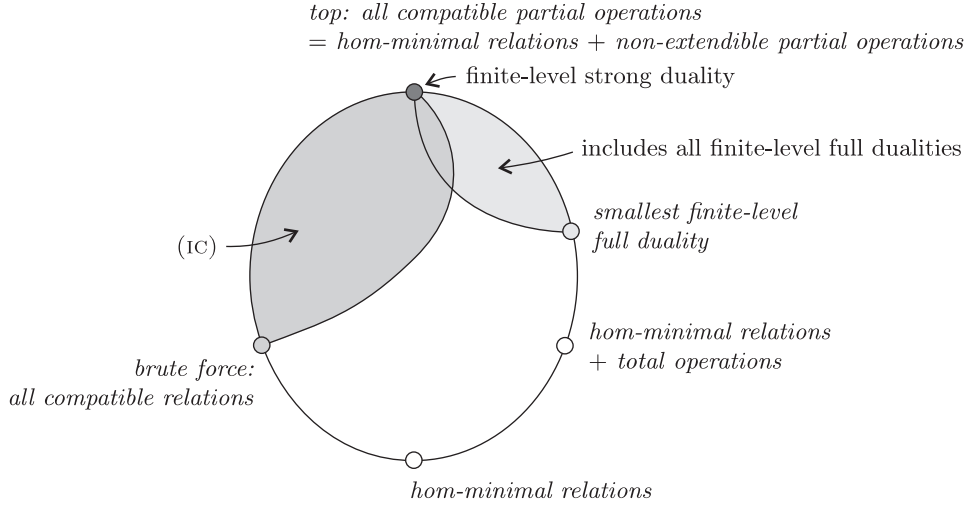 top: all compatible partial operations
= hom-minimal relations + non-extendible partial operations
finite-level strong duality
includes all finite-level full dualities
smallest finite-level
full duality
(IC)
hom-minimal relations
+ total operations
brute force:
all compatible relations
hom-minimal relations